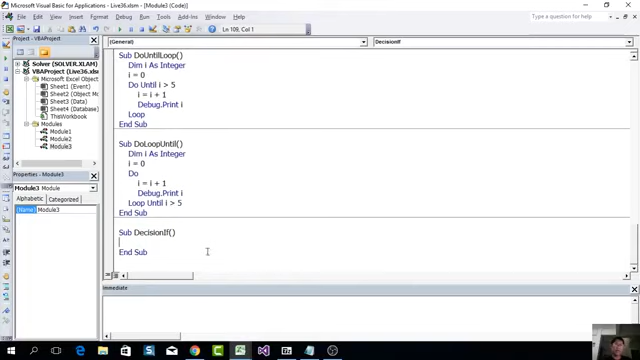 Microsoft Visual Basic for Applications - Live36.xlsm - [Module3 (Code)]
File Edit View Insert Format Debug Run Tools Add-Ins Window Help
Type a question for help
Ln 109, Col 1
Project - VBAProject
Solver (SOLVER.XLAM)
VBAProject (Live36.xlsm)
Microsoft Excel Objects
Sheet1 (Event)
Sheet2 (Object Mo
Sheet3 (Data)
Sheet4 (Database)
ThisWorkbook
Modules
Module1
Module2
Module3
Properties - Module3
Module3 Module
Alphabetic Categorized
(Name) Module3
(General) DecisionIf
Sub DoUntilLoop()
Dim i As Integer
i = 0
Do Until i > 5
i = i + 1
Debug.Print i
Loop
End Sub
Sub DoLoopUntil()
Dim i As Integer
i = 0
Do
i = i + 1
Debug.Print i
Loop Until i > 5
End Sub
Sub DecisionIf()
End Sub
Immediate